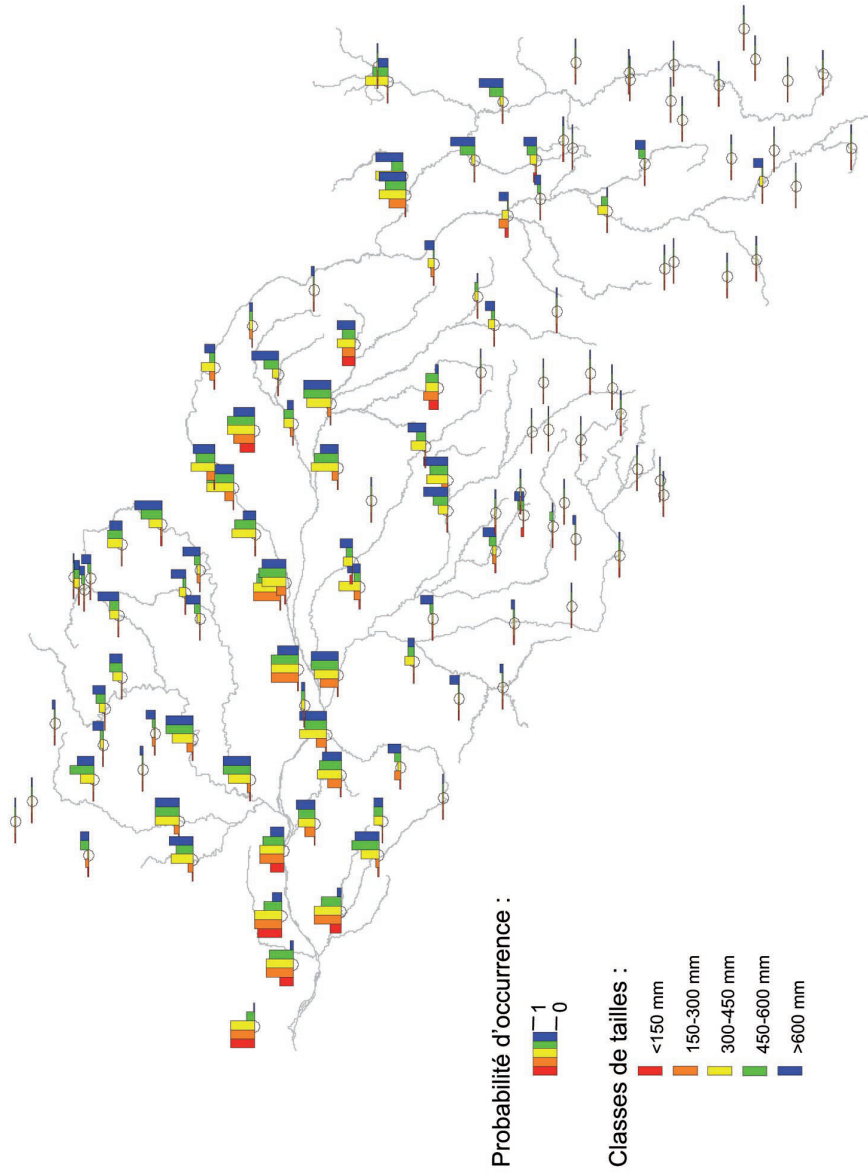 Probabilité d'occurrence :
1
0
Classes de tailles :
<150 mm
150-300 mm
300-450 mm
450-600 mm
>600 mm